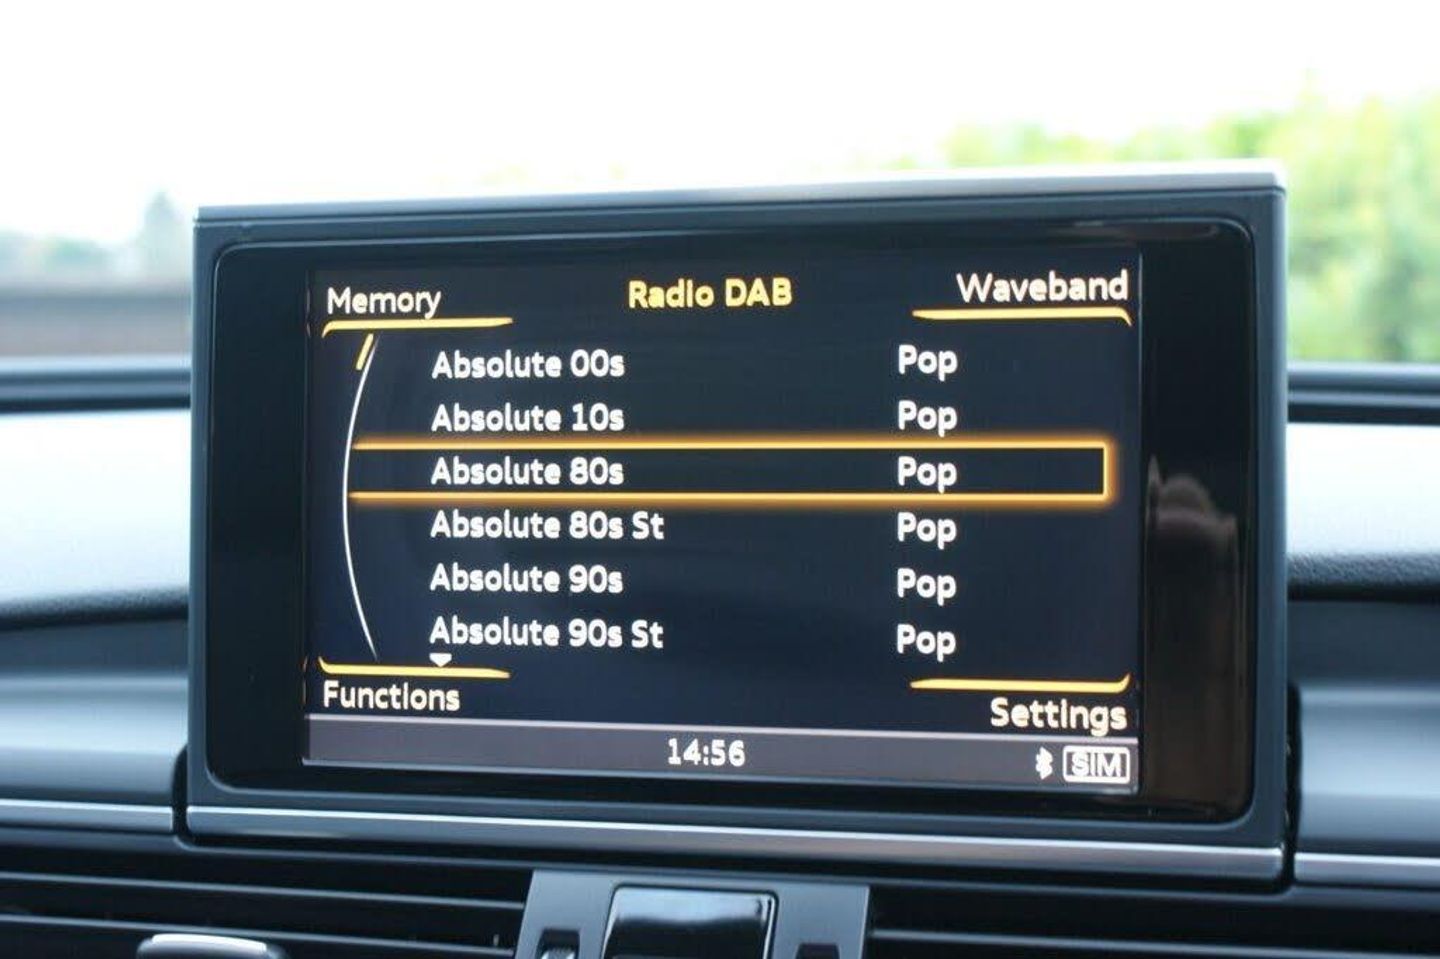 Memory Radio DAB Waveband
Absolute 00s Pop
Absolute 10s Pop
Absolute 80s Pop
Absolute 80s St Pop
Absolute 90s Pop
Absolute 90s St Pop
Functions Settings
14:56 SIM